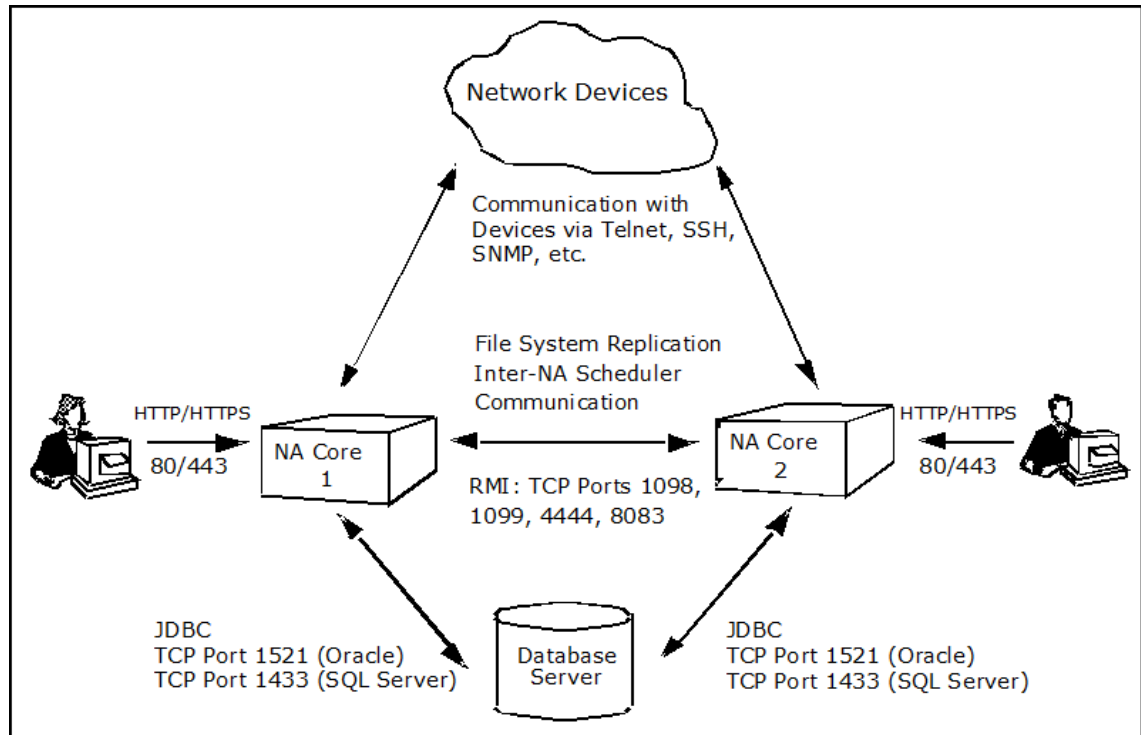 Network Devices
Communication with
Devices via Telnet, SSH,
SNMP, etc.
File System Replication
Inter-NA Scheduler
Communication
HTTP/HTTPS
80/443
NA Core
1
RMI: TCP Ports 1098,
1099, 4444, 8083
NA Core
2
HTTP/HTTPS
80/443
JDBC
TCP Port 1521 (Oracle)
TCP Port 1433 (SQL Server)
Database
Server
JDBC
TCP Port 1521 (Oracle)
TCP Port 1433 (SQL Server)